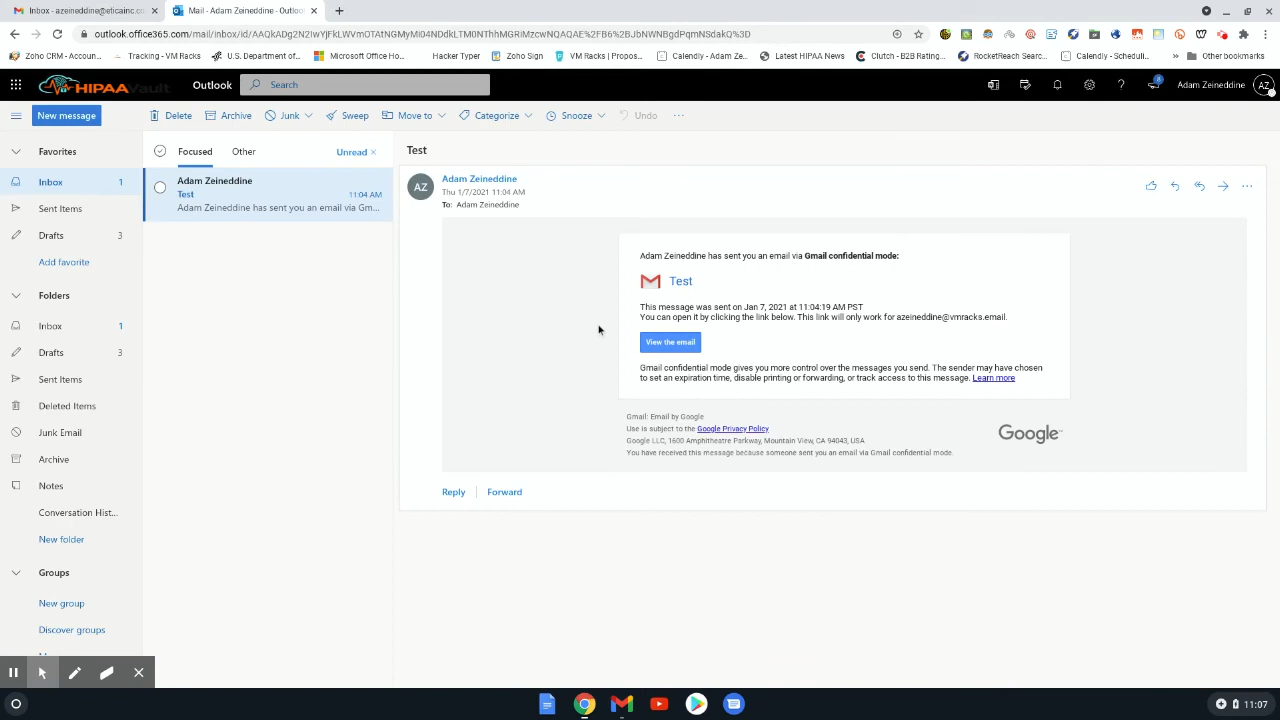 Inbox - azeineddine@eticainc.co
Mail - Adam Zeineddine - Outloo
outlook.office365.com/mail/inbox/id/AAQkADg2N2IwYjFkLWVmOTAtNGMyMi04NDdkLTM0NThhMGRiMzcwNQAQAE%2FB6%2BJbNWNBgdPqmNSdakQ%3D
Zoho CRM - Accoun...
Tracking - VM Racks
U.S. Department of...
Microsoft Office Ho...
Hacker Typer
Zoho Sign
VM Racks | Propos...
Calendly - Adam Ze...
Latest HIPAA News
Clutch - B2B Rating...
RocketReach Searc...
Calendly - Scheduli...
»
Other bookmarks
HIPAAVault
Outlook
Search
8
Adam Zeineddine
AZ
New message
Delete
Archive
Junk
Sweep
Move to
Categorize
Snooze
Undo
...
Favorites
Inbox 1
Sent Items
Drafts 3
Add favorite
Folders
Inbox 1
Drafts 3
Sent Items
Deleted Items
Junk Email
Archive
Notes
Conversation Hist...
New folder
Groups
New group
Discover groups
Focused
Other
Unread ×
Adam Zeineddine
Test 11:04 AM
Adam Zeineddine has sent you an email via Gm...
Test
AZ
Adam Zeineddine
Thu 1/7/2021 11:04 AM
To: Adam Zeineddine
Adam Zeineddine has sent you an email via Gmail confidential mode:
Test
This message was sent on Jan 7, 2021 at 11:04:19 AM PST
You can open it by clicking the link below. This link will only work for azeineddine@vmracks.email.
View the email
Gmail confidential mode gives you more control over the messages you send. The sender may have chosen
to set an expiration time, disable printing or forwarding, or track access to this message. Learn more
Gmail: Email by Google
Use is subject to the Google Privacy Policy
Google LLC, 1600 Amphitheatre Parkway, Mountain View, CA 94043, USA
You have received this message because someone sent you an email via Gmail confidential mode.
Google
Reply
Forward
11:07